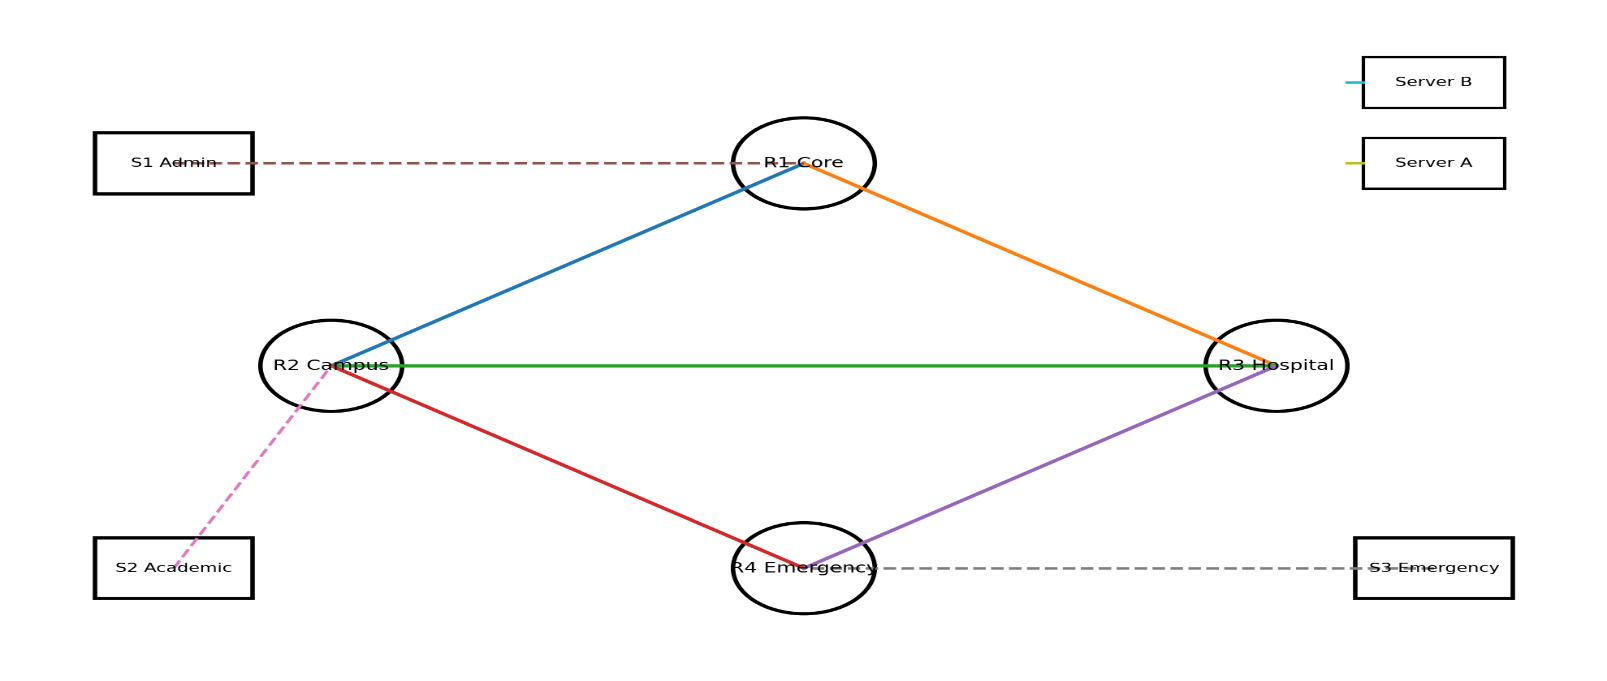 Server B
S1 Admin
R1 Core
Server A
R2 Campus
R3 Hospital
S2 Academic
R4 Emergency
S3 Emergency